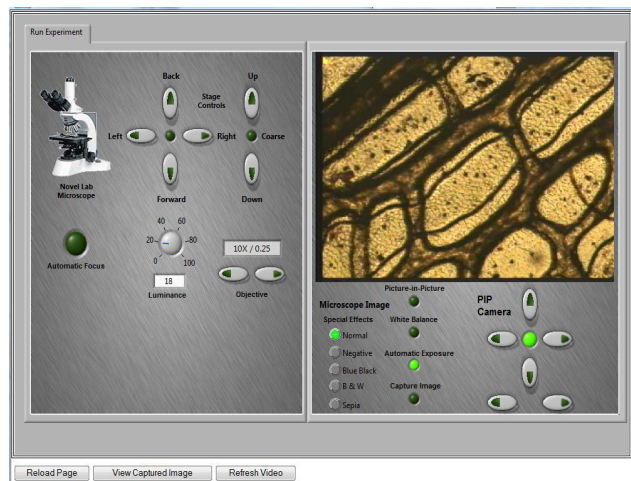 Run Experiment
Back
Up
Stage
Controls
Left
Right
Coarse
Novel Lab
Microscope
Forward
Down
40 60
20 80
0 100
10X / 0.25
Automatic Focus
18
Luminance
Objective
Picture-in-Picture
Microscope Image
PIP
Camera
Special Effects
White Balance
Normal
Negative
Automatic Exposure
Blue Black
B & W
Capture Image
Sepia
Reload Page
View Captured Image
Refresh Video